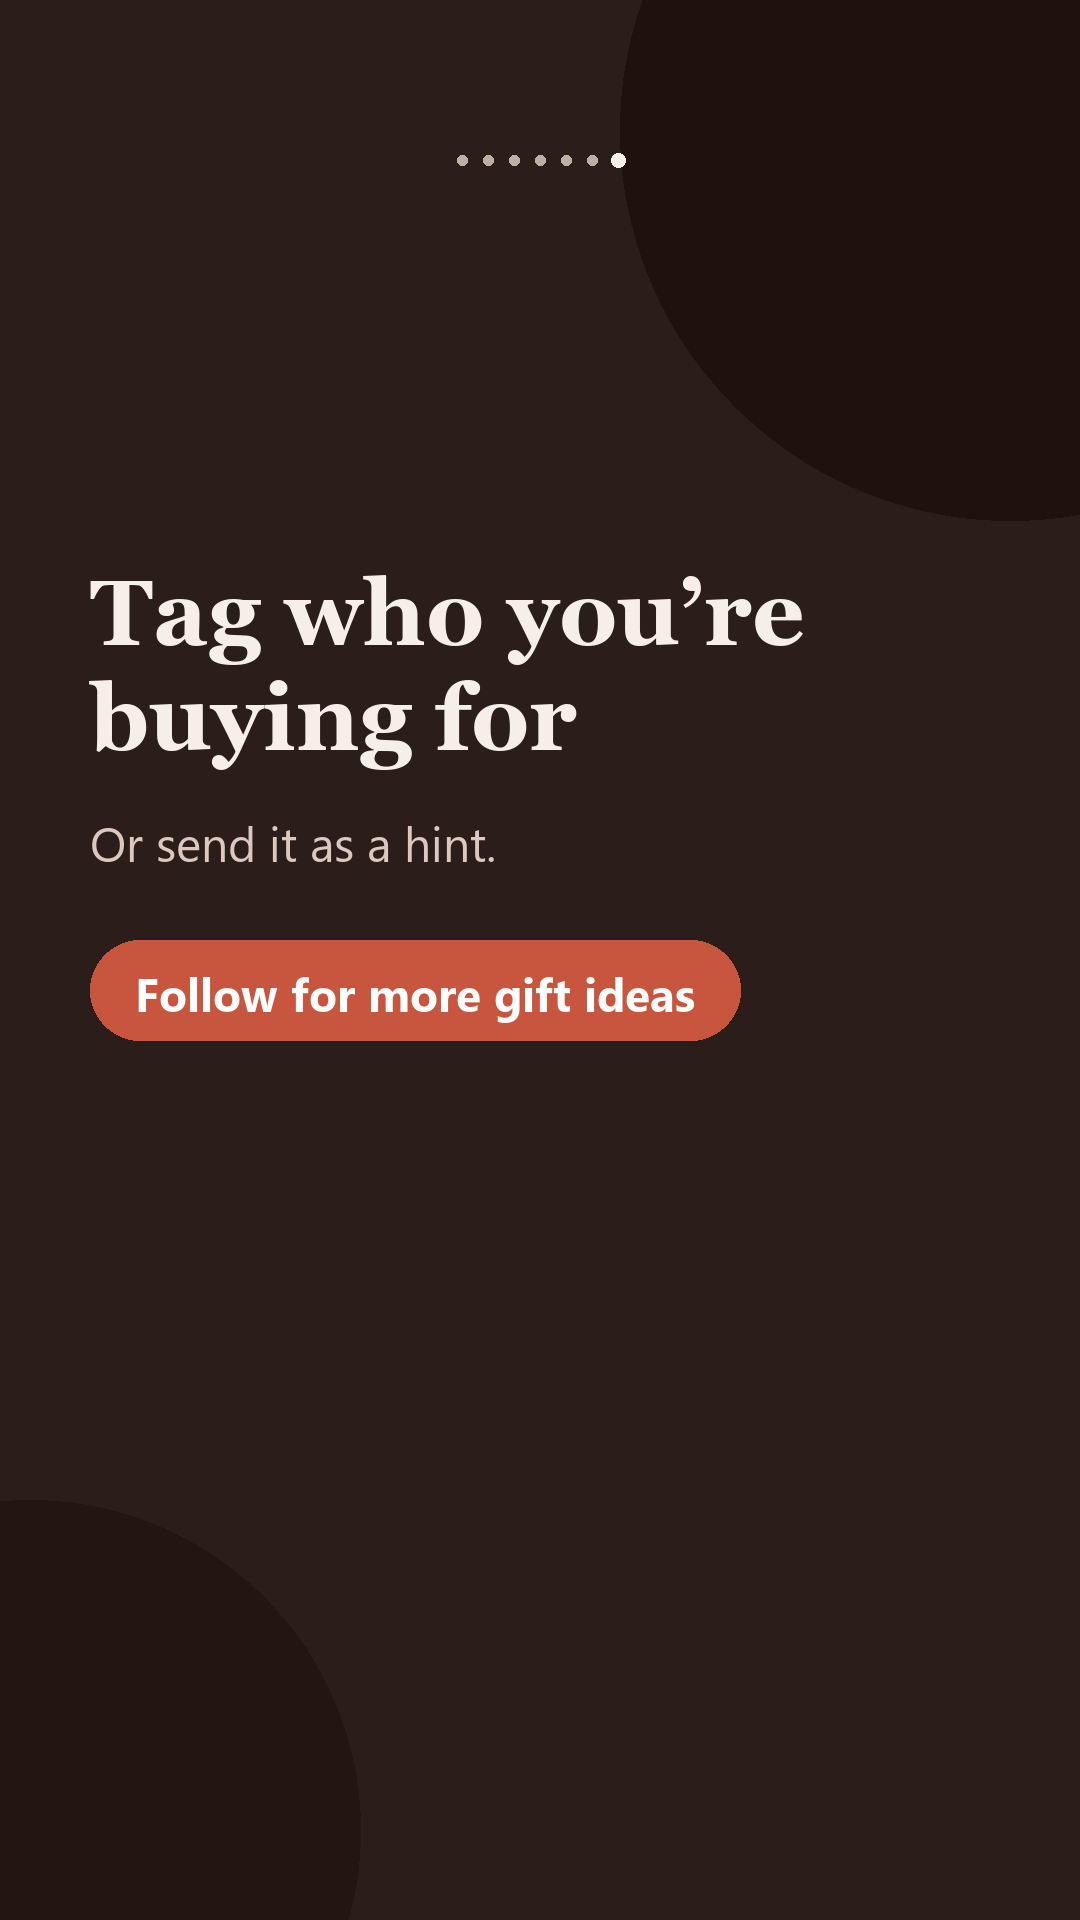 Tag who you’re
buying for
Or send it as a hint.
Follow for more gift ideas